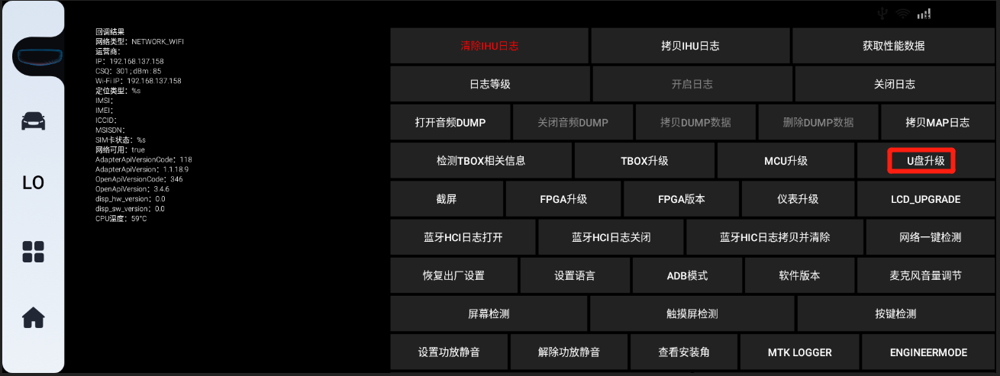 回调结果
网络类型：NETWORK_WIFI
运营商：
IP：192.168.137.158
CSQ：301 ; dBm : 85
Wi-Fi IP：192.168.137.158
定位类型：%s
IMSI：
IMEI：
ICCID：
MSISDN：
SIM卡状态：%s
网络可用：true
AdapterApiVersionCode：118
AdapterApiVersion：1.1.18.9
OpenApiVersionCode：346
OpenApiVersion：3.4.6
disp_hw_version：0.0
disp_sw_version：0.0
CPU温度：59°C
LO
清除IHU日志 拷贝IHU日志 获取性能数据
日志等级 开启日志 关闭日志
打开音频DUMP 关闭音频DUMP 拷贝DUMP数据 删除DUMP数据 拷贝MAP日志
检测TBOX相关信息 TBOX升级 MCU升级 U盘升级
截屏 FPGA升级 FPGA版本 仪表升级 LCD_UPGRADE
蓝牙HCI日志打开 蓝牙HCI日志关闭 蓝牙HIC日志拷贝并清除 网络一键检测
恢复出厂设置 设置语言 ADB模式 软件版本 麦克风音量调节
屏幕检测 触摸屏检测 按键检测
设置功放静音 解除功放静音 查看安装角 MTK LOGGER ENGINEERMODE